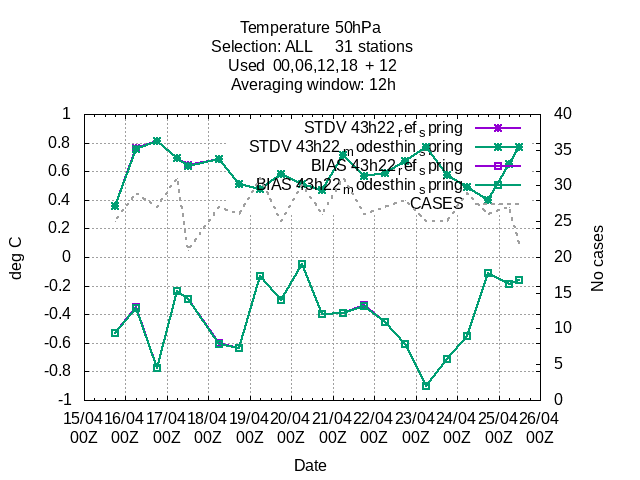 Temperature 50hPa
Selection: ALL 31 stations
Used 00,06,12,18 + 12
Averaging window: 12h
STDV 43h22ref_spring
STDV 43h22modesthin_spring
BIAS 43h22ref_spring
BIAS 43h22modesthin_spring
CASES
1
0.8
0.6
0.4
0.2
0
-0.2
-0.4
-0.6
-0.8
-1
deg C
40
35
30
25
20
15
10
5
0
No cases
15/04 16/04 17/04 18/04 19/04 20/04 21/04 22/04 23/04 24/04 25/04 26/04
00Z 00Z 00Z 00Z 00Z 00Z 00Z 00Z 00Z 00Z 00Z 00Z
Date